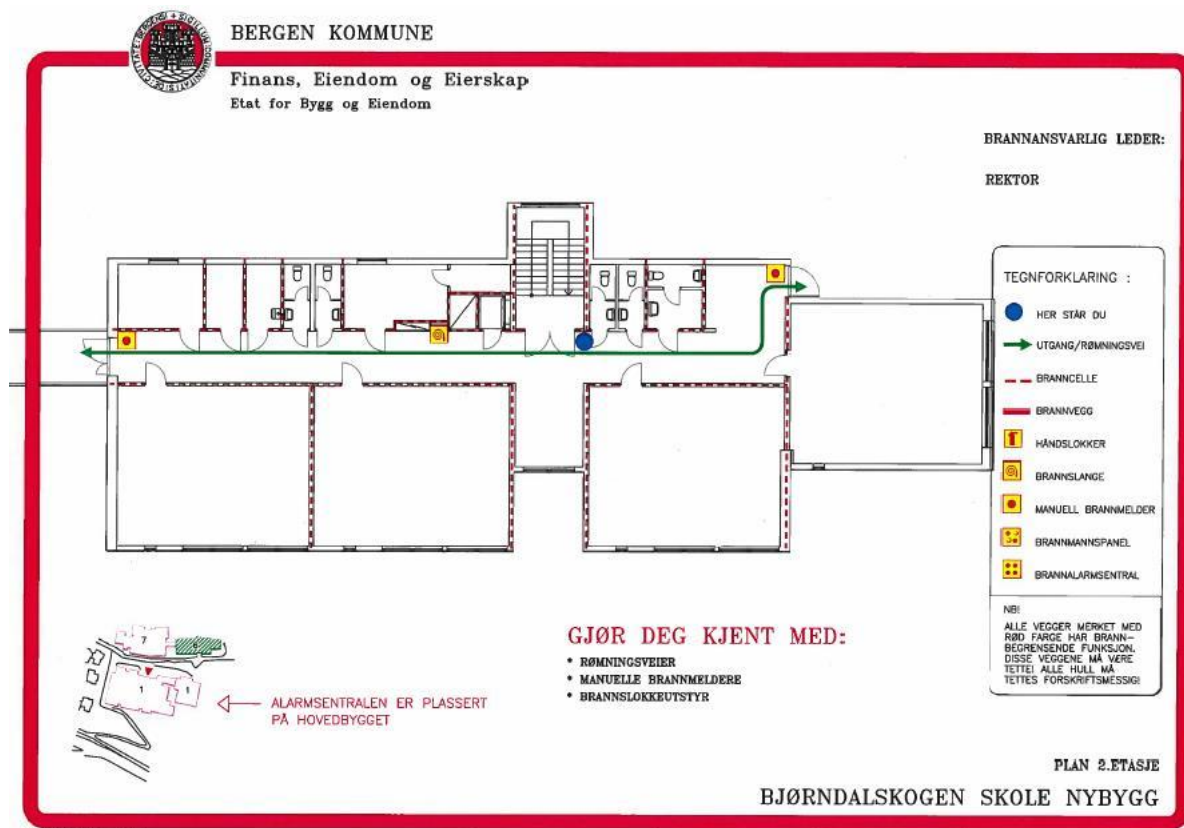 BERGEN KOMMUNE
Finans, Eiendom og Eierskap
Etat for Bygg og Eiendom
BRANNANSVARLIG LEDER:
REKTOR
TEGNFORKLARING :
HER STÅR DU
UTGANG/RØMNINGSVEI
BRANNCELLE
BRANNVEGG
HÅNDSLOKKER
BRANNSLANGE
MANUELL BRANNMELDER
BRANNMANNSPANEL
BRANNALARMSENTRAL
NB!
ALLE VEGGER MERKET MED
RØD FARGE HAR BRANN-
BEGRENSENDE FUNKSJON.
DISSE VEGGENE MÅ VÆRE
TETTE! ALLE HULL MÅ
TETTES FORSKRIFTSMESSIG!
GJØR DEG KJENT MED:
* RØMNINGSVEIER
* MANUELLE BRANNMELDERE
* BRANNSLOKKEUTSTYR
7
1
1
ALARMSENTRALEN ER PLASSERT
PÅ HOVEDBYGGET
PLAN 2.ETASJE
BJØRNDALSKOGEN SKOLE NYBYGG